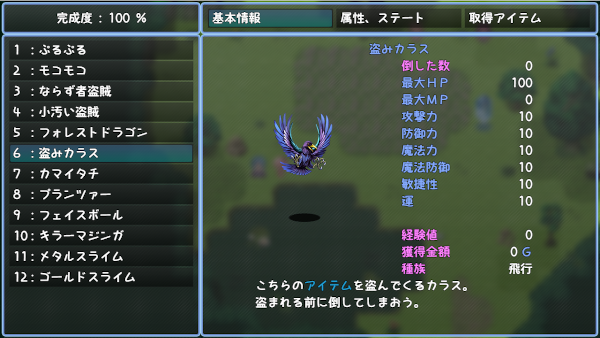 完成度 : 100 %
基本情報 属性、ステート 取得アイテム
1 : ぷるぷる
2 : モコモコ
3 : ならず者盗賊
4 : 小汚い盗賊
5 : フォレストドラゴン
6 : 盗みカラス
7 : カマイタチ
8 : プランツァー
9 : フェイスボール
10 : キラーマジンガ
11 : メタルスライム
12 : ゴールドスライム
盗みカラス
倒した数 0
最大ＨＰ 100
最大ＭＰ 0
攻撃力 10
防御力 10
魔法力 10
魔法防御 10
敏捷性 10
運 10
経験値 0
獲得金額 0 G
種族 飛行
こちらのアイテムを盗んでくるカラス。
盗まれる前に倒してしまおう。